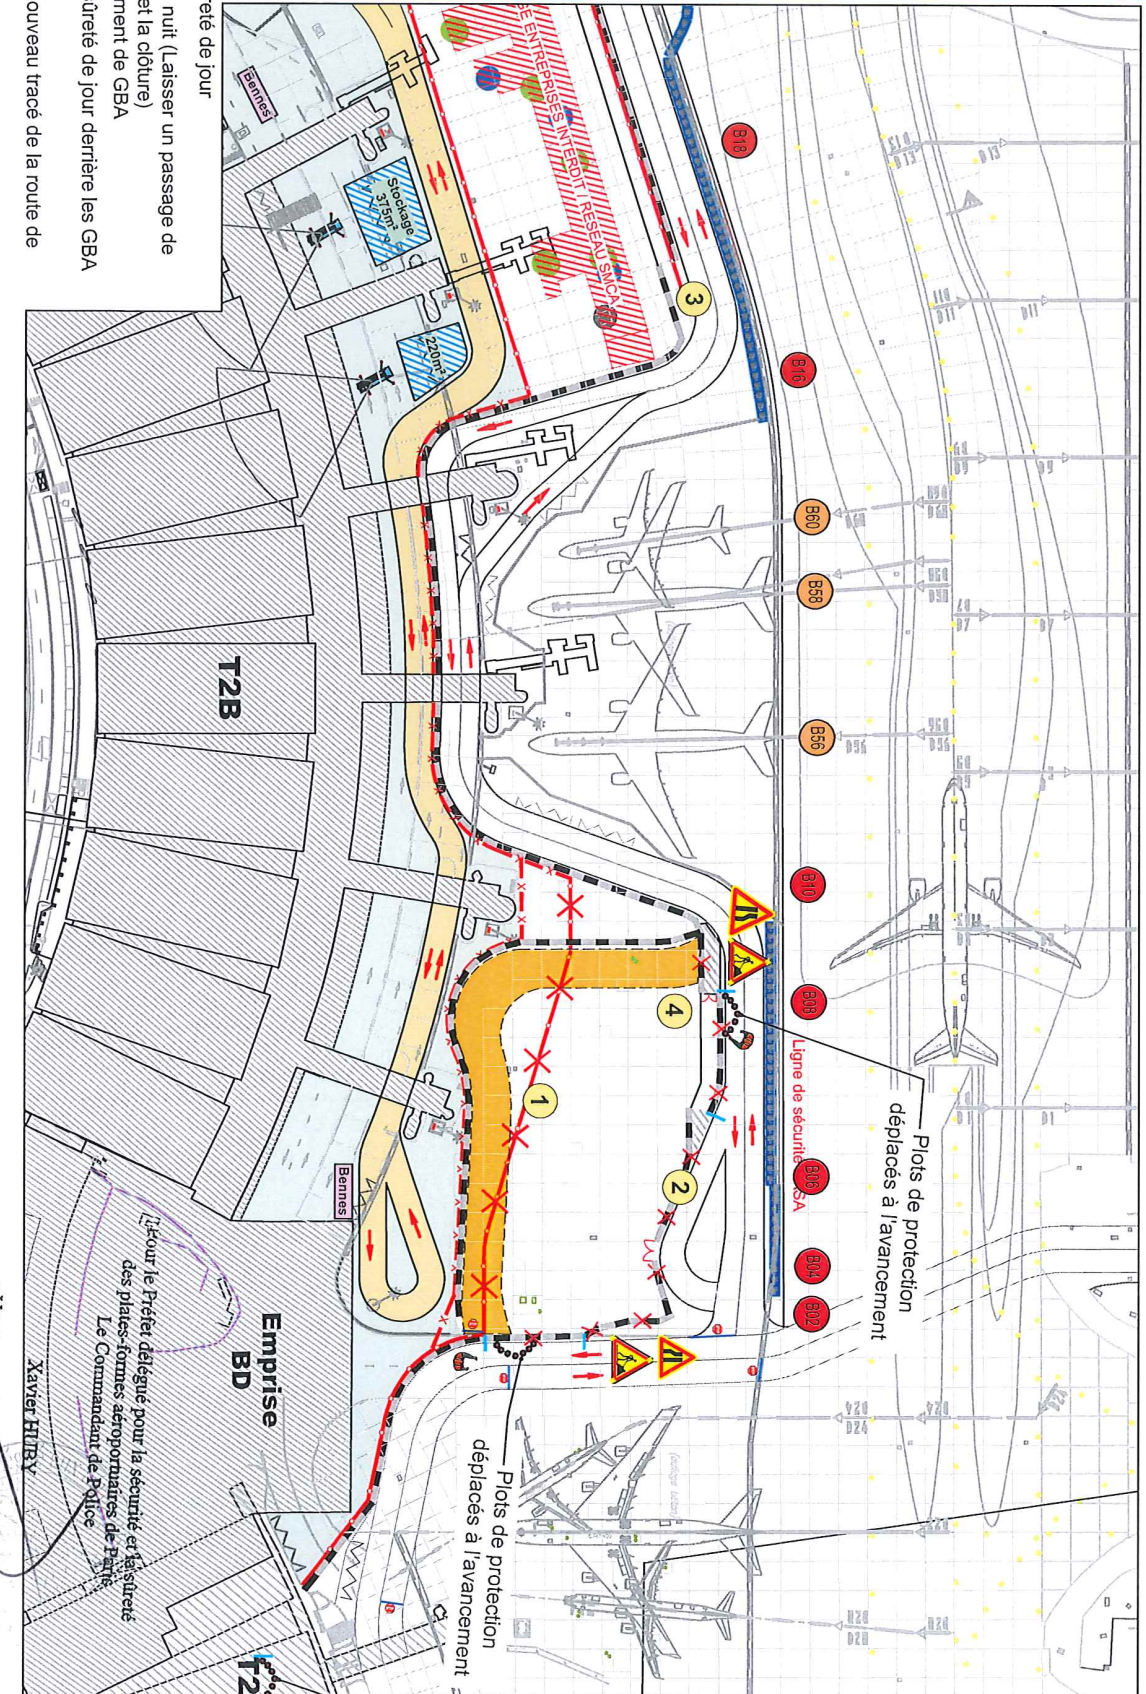 reté de jour
nuit (Laisser un passage de
et la clôture)
ment de GBA
ûreté de jour derrière les GBA
ouveau tracé de la route de
GE ENTREPRISES INTERDIT / RESEAU SMCA
Bennes
Stockage
375m²
220m²
3
B18
B16
B60
B58
B56
B10
B08
B06
B04
B02
Ligne de sécurité
SA
Plots de protection
déplacés à l'avancement
4
1
2
T2B
Bennes
Plots de protection
déplacés à l'avancement
Emprise
BD
Pour le Préfet délégué pour la sécurité et la sûreté
des plates-formes aéroportuaires de Paris
Le Commandant de Police
Xavier HUBY
T2